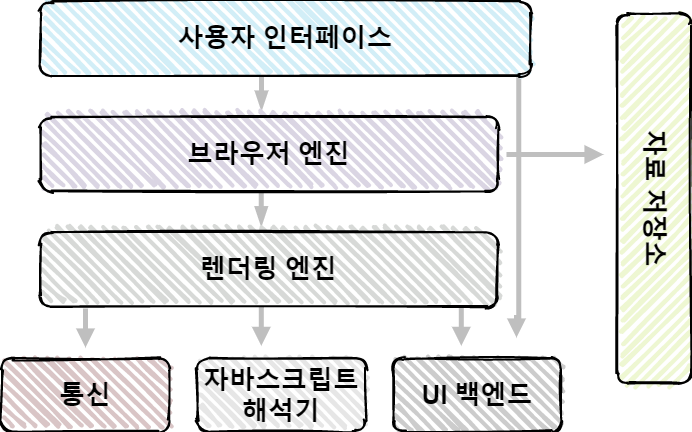 사용자 인터페이스
브라우저 엔진
자료 저장소
렌더링 엔진
통신
자바스크립트
해석기
UI 백엔드